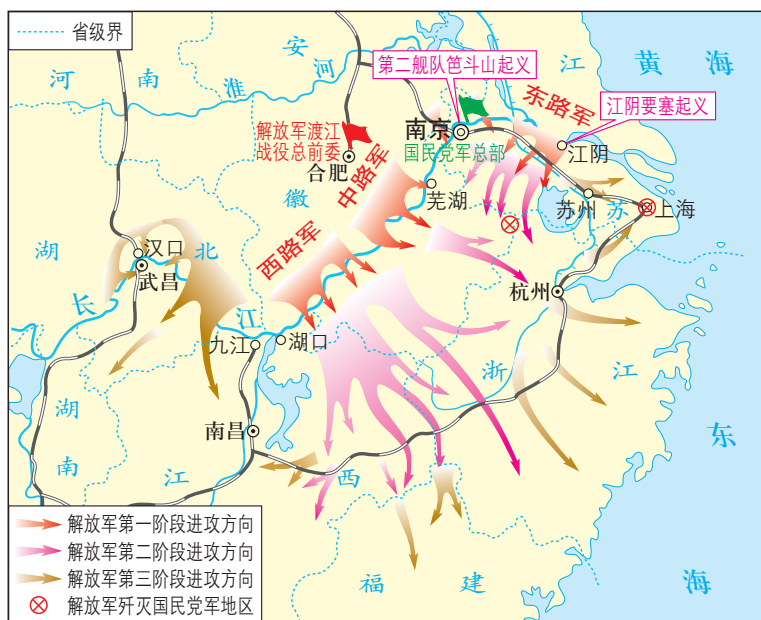 省级界
安
徽
河
南
淮
河
江
苏
黄
海
第二舰队笆斗山起义
东路军
江阴要塞起义
解放军渡江
战役总前委
合肥
南京
国民党军总部
江阴
中路军
芜湖
苏州
上海
湖
北
汉口
武昌
西路军
杭州
长
江
九江
湖口
浙
江
湖
南
南昌
江
西
东
海
福
建
解放军第一阶段进攻方向
解放军第二阶段进攻方向
解放军第三阶段进攻方向
解放军歼灭国民党军地区